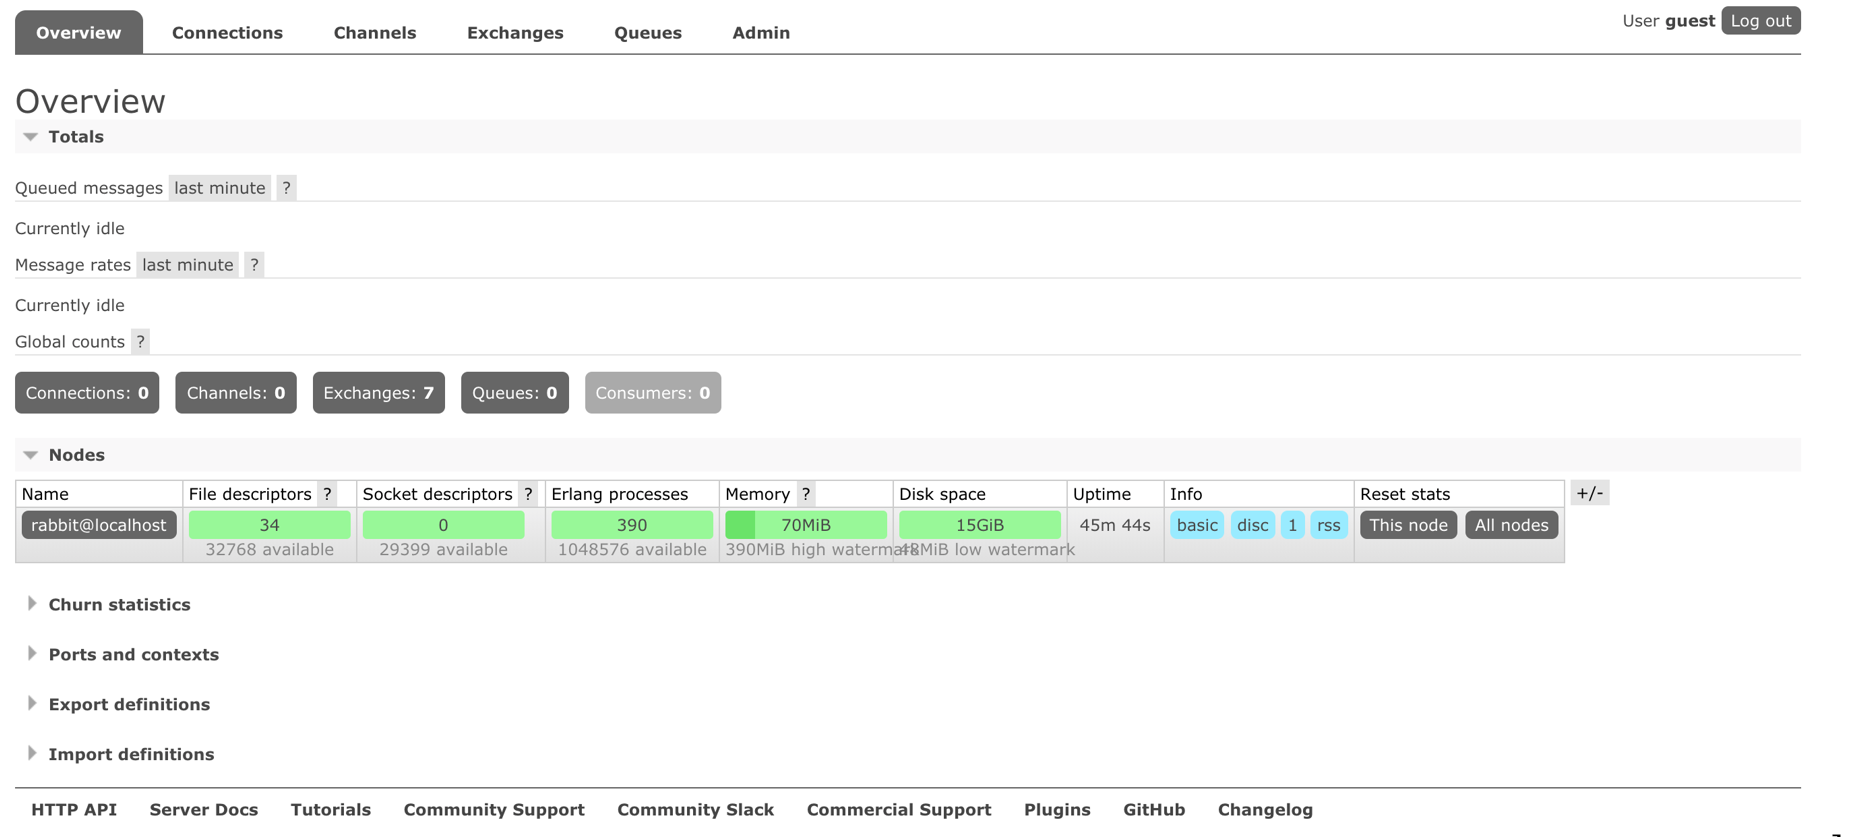 Overview Connections Channels Exchanges Queues Admin User guest Log out
Overview
Totals
Queued messages last minute ?
Currently idle
Message rates last minute ?
Currently idle
Global counts ?
Connections: 0 Channels: 0 Exchanges: 7 Queues: 0 Consumers: 0
Nodes
Name File descriptors ? Socket descriptors ? Erlang processes Memory ? Disk space Uptime Info Reset stats +/-
rabbit@localhost 34 0 390 70MiB 15GiB 45m 44s basic disc 1 rss This node All nodes
32768 available 29399 available 1048576 available 390MiB high watermark 48MiB low watermark
Churn statistics
Ports and contexts
Export definitions
Import definitions
HTTP API Server Docs Tutorials Community Support Community Slack Commercial Support Plugins GitHub Changelog